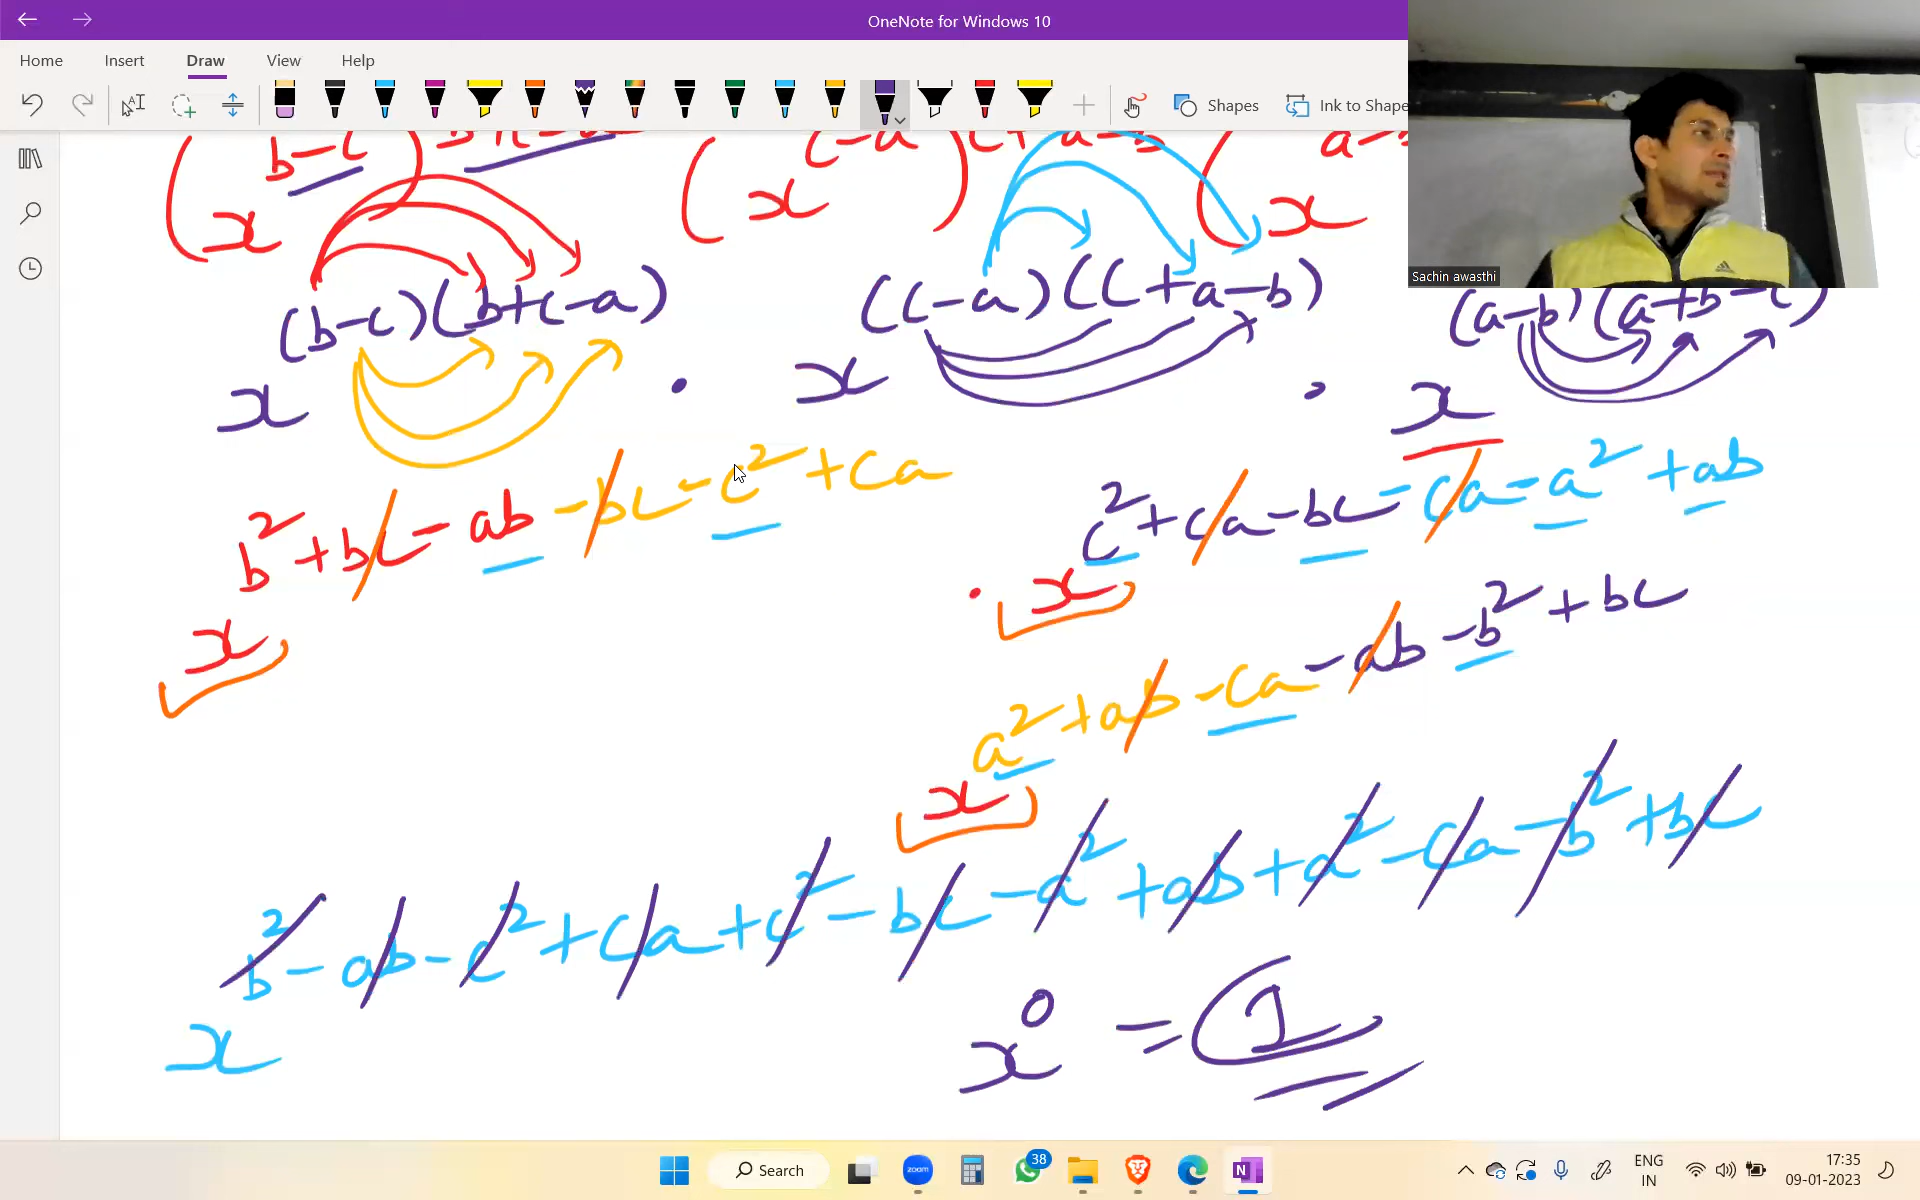 OneNote for Windows 10
Home Insert Draw View Help
Shapes Ink to Shape
Sachin awasthi
(x^(b-c))^(b+c-a) (x^(c-a))^(c+a-b) (x^(a-b
x^(b-c)(b+c-a) . x^(c-a)(c+a-b) . x^(a-b)(a+b-c)
x^(b²+bc-ab-bc-c²+ca) . x^(c²+ca-bc-ca-a²+ab)
x^(a²+ab-ca-ab-b²+bc)
x^(b²-ab-c²+ca+c²-bc-a²+ab+a²-ca-b²+bc)
x⁰ = 1
Search
zoom
38
ENG
IN
17:35
09-01-2023